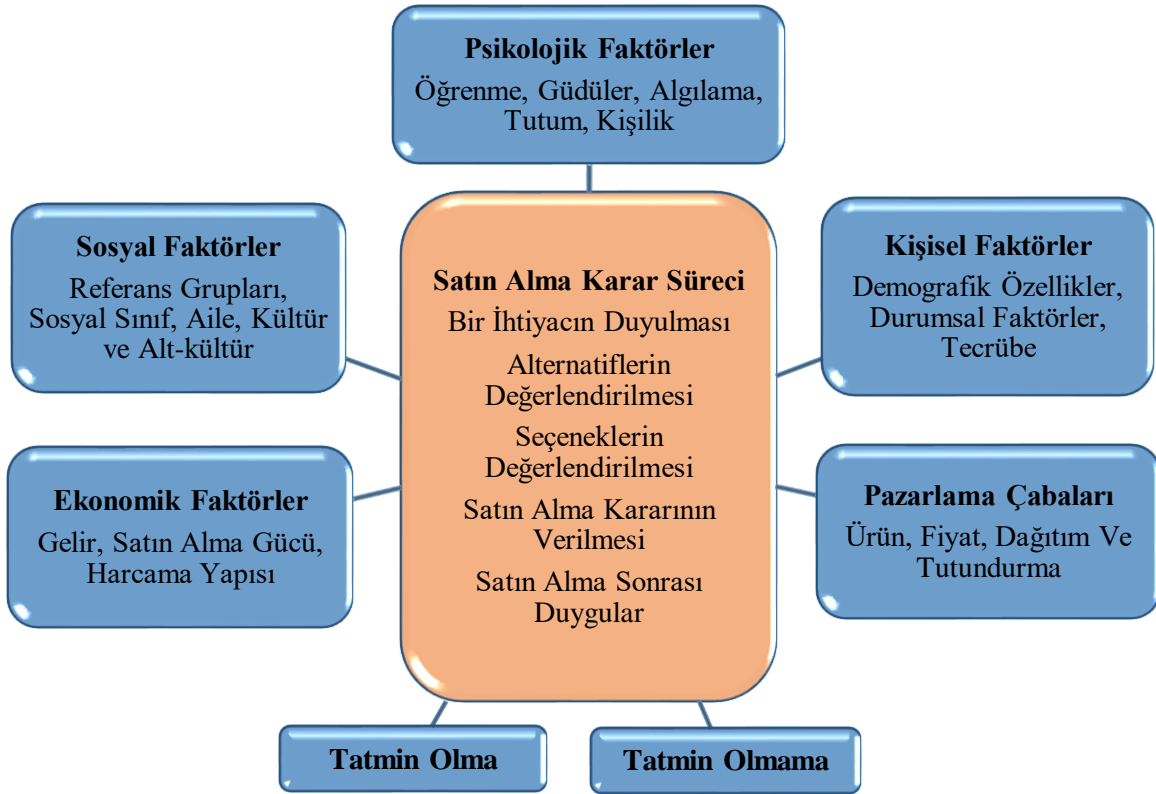 Psikolojik Faktörler
Öğrenme, Güdüler, Algılama,
Tutum, Kişilik
Sosyal Faktörler
Referans Grupları,
Sosyal Sınıf, Aile, Kültür
ve Alt-kültür
Satın Alma Karar Süreci
Bir İhtiyacın Duyulması
Alternatiflerin
Değerlendirilmesi
Seçeneklerin
Değerlendirilmesi
Satın Alma Kararının
Verilmesi
Satın Alma Sonrası
Duygular
Kişisel Faktörler
Demografik Özellikler,
Durumsal Faktörler,
Tecrübe
Ekonomik Faktörler
Gelir, Satın Alma Gücü,
Harcama Yapısı
Pazarlama Çabaları
Ürün, Fiyat, Dağıtım Ve
Tutundurma
Tatmin Olma
Tatmin Olmama